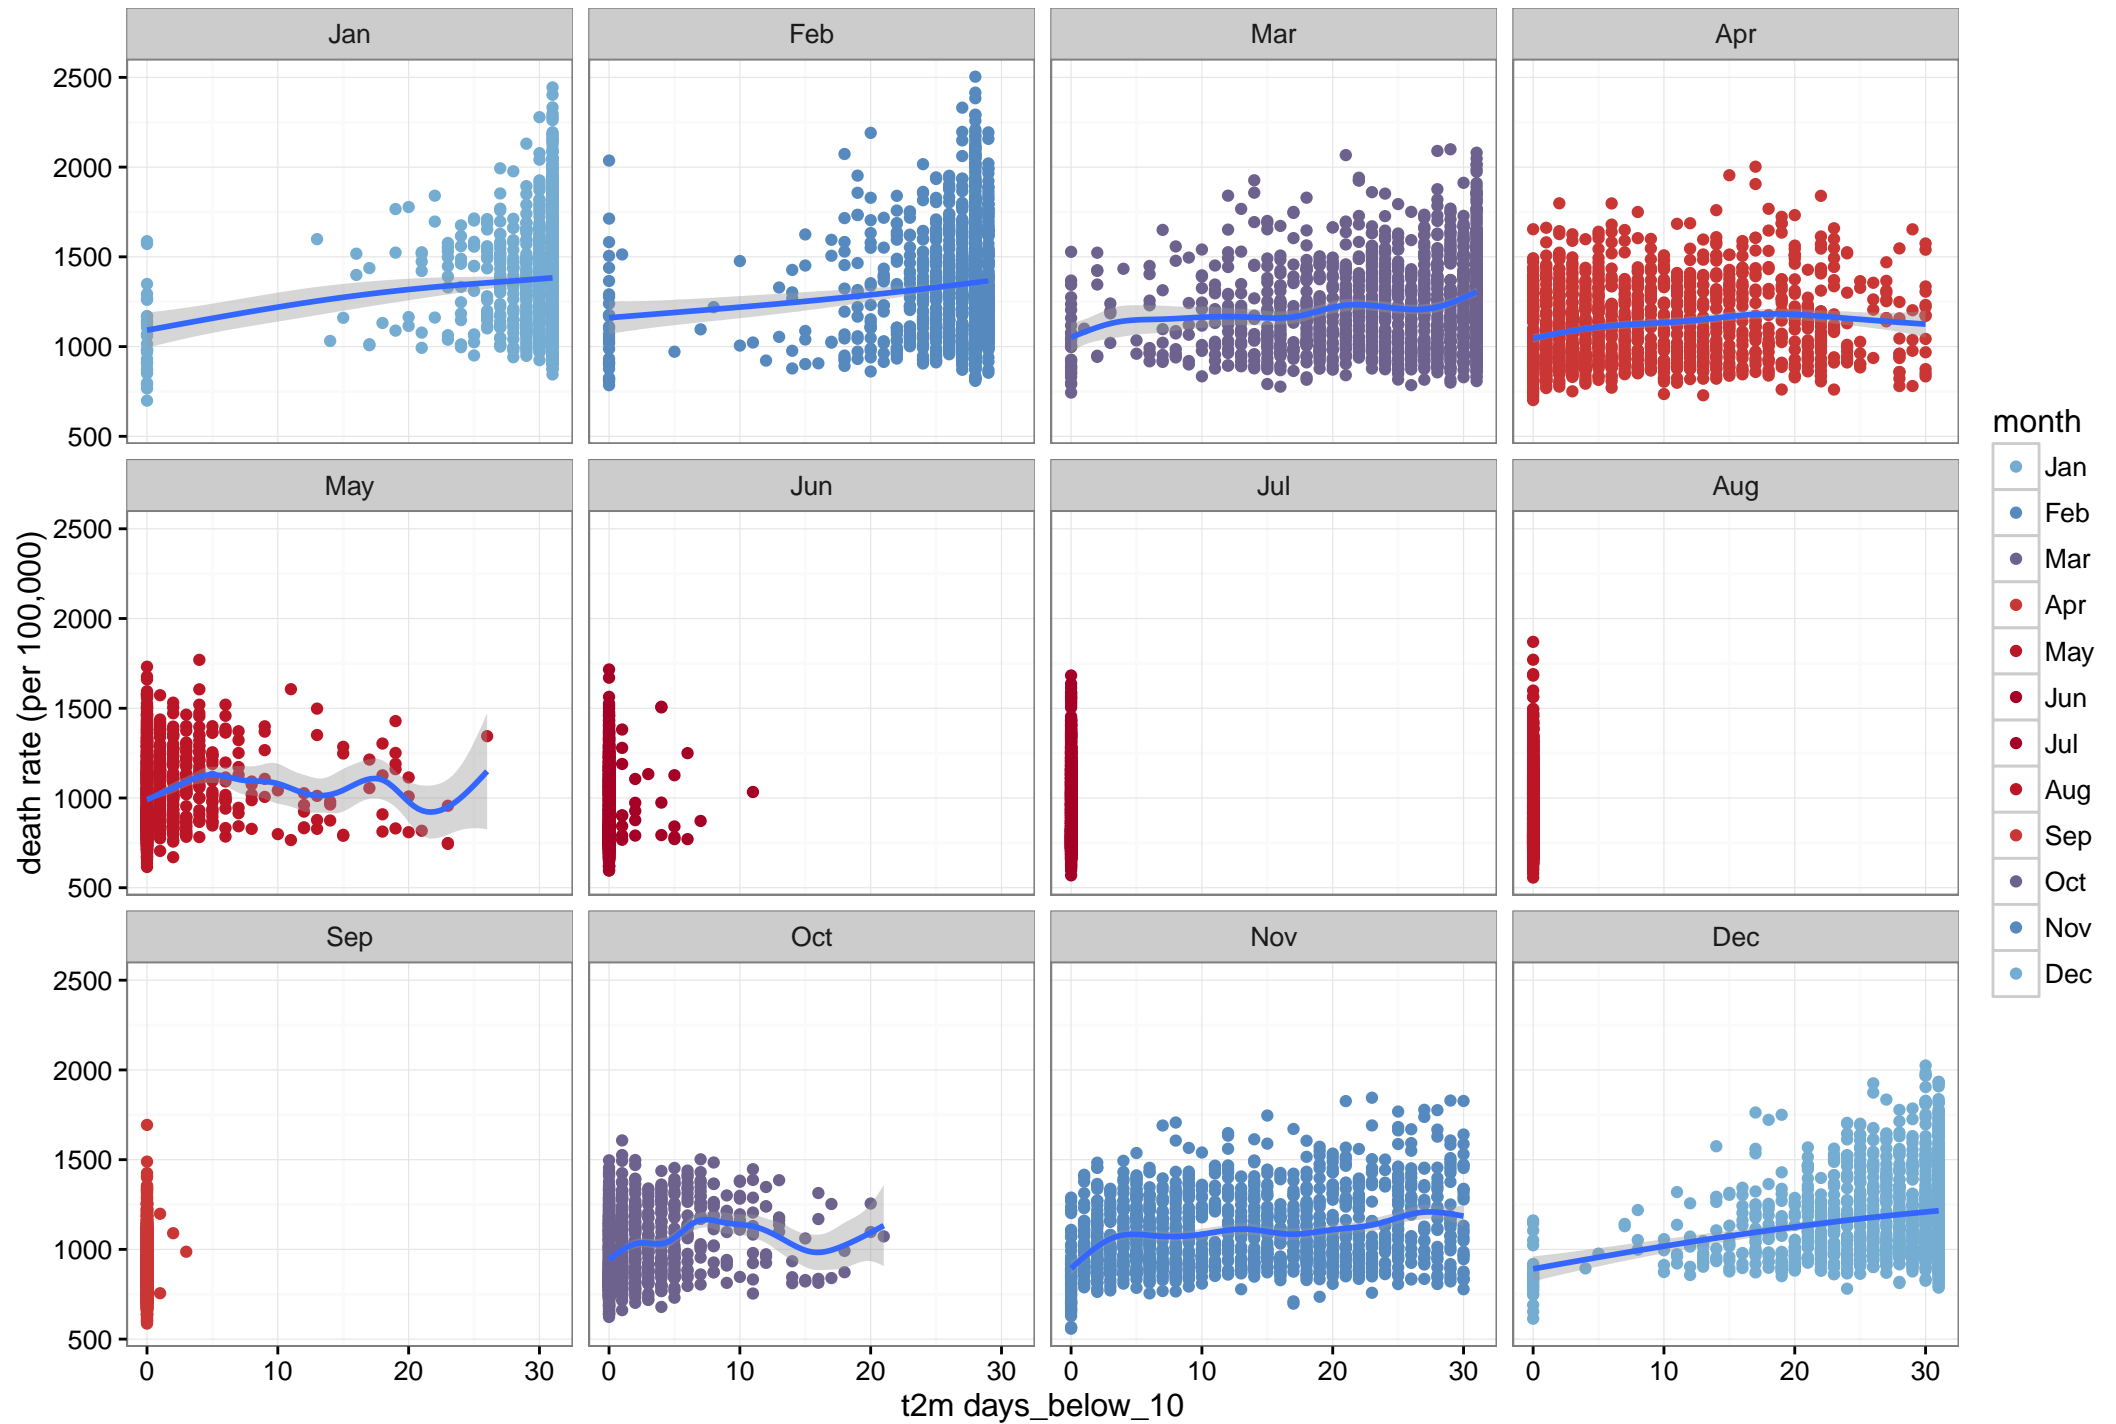 Jan Feb Mar Apr
2500
2000
1500
1000
500
May Jun Jul Aug
2500
2000
1500
1000
500
Sep Oct Nov Dec
2500
2000
1500
1000
500
0 10 20 30 0 10 20 30 0 10 20 30 0 10 20 30
t2m days_below_10
death rate (per 100,000)
month
Jan
Feb
Mar
Apr
May
Jun
Jul
Aug
Sep
Oct
Nov
Dec